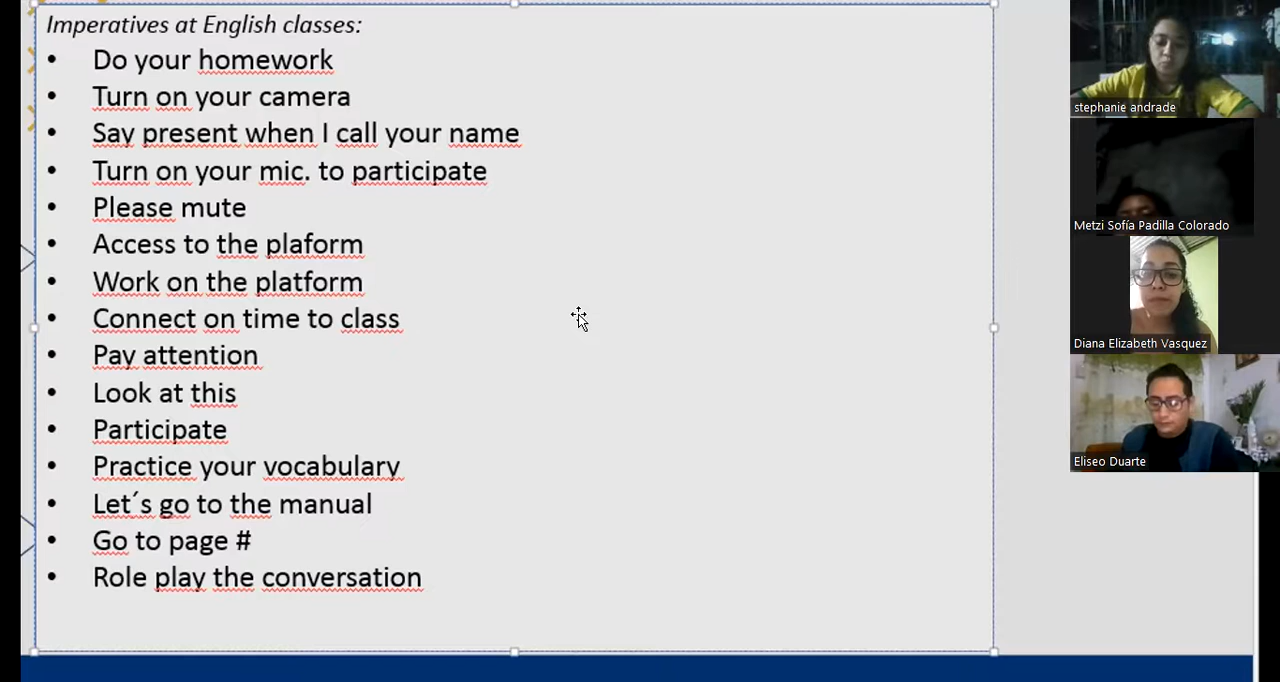 Imperatives at English classes:
• Do your homework
• Turn on your camera
• Say present when I call your name
• Turn on your mic. to participate
• Please mute
• Access to the plaform
• Work on the platform
• Connect on time to class
• Pay attention
• Look at this
• Participate
• Practice your vocabulary
• Let´s go to the manual
• Go to page #
• Role play the conversation
stephanie andrade
Metzi Sofía Padilla Colorado
Diana Elizabeth Vasquez
Eliseo Duarte